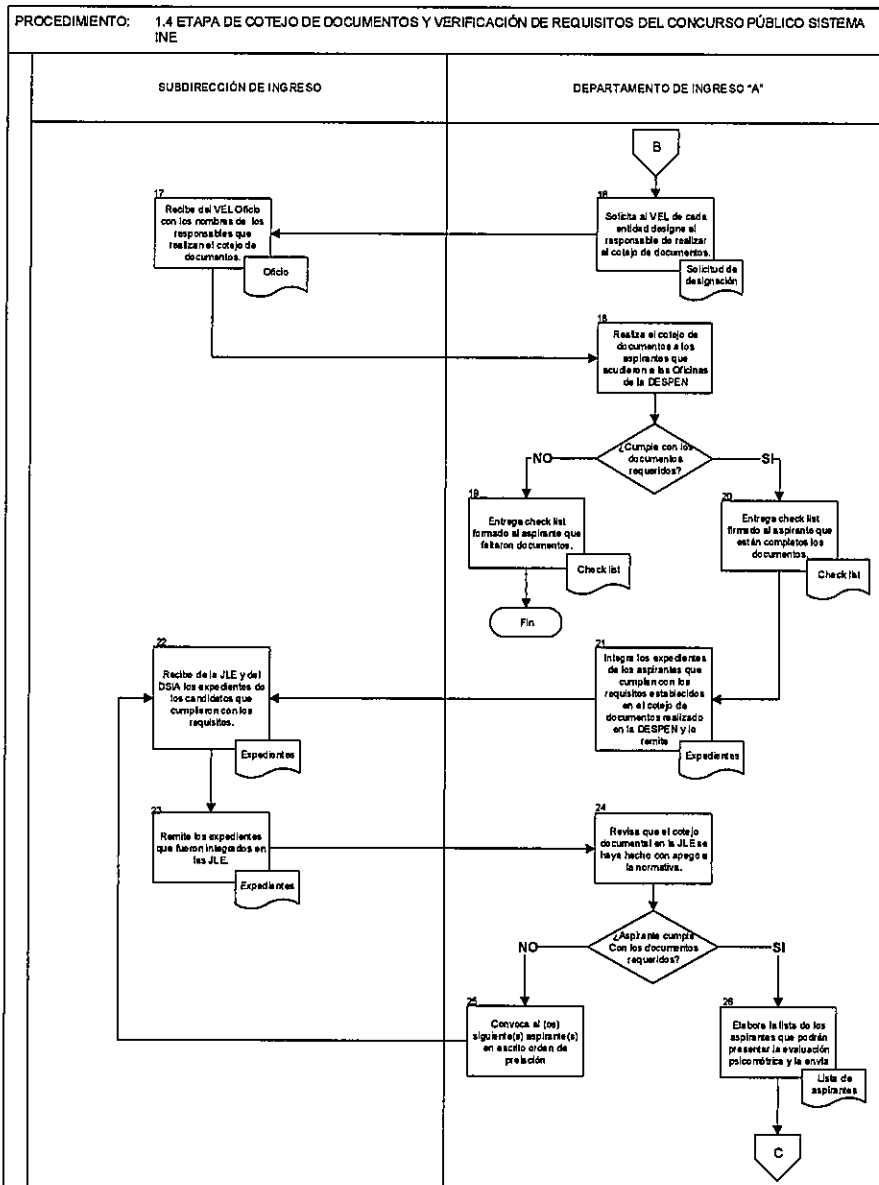 PROCEDIMIENTO: 1.4 ETAPA DE COTEJO DE DOCUMENTOS Y VERIFICACIÓN DE REQUISITOS DEL CONCURSO PÚBLICO SISTEMA
INE
SUBDIRECCIÓN DE INGRESO
DEPARTAMENTO DE INGRESO "A"
B
16
Solicita al VEL de cada
entidad designe el
responsable de realizar
el cotejo de documentos.
Solicitud de
designación
17
Recibe del VEL Oficio
con los nombres de los
responsables que
realizan el cotejo de
documentos.
Oficio
18
Realiza el cotejo de
documentos a los
aspirantes que
acudieron a las Oficinas
de la DESPEN
¿Cumple con los
documentos
requeridos?
NO
SI
19
Entrega check list
formado al aspirante que
faltaron documentos.
Check list
Fin
20
Entrega check list
firmado al aspirante que
están completos los
documentos.
Check list
21
Integra los expedientes
de los aspirantes que
cumplan con los
requisitos establecidos
en el cotejo de
documentos realizado
en la DESPEN y lo
remite
Expedientes
22
Recibe de la JLE y del
DSIA los expedientes de
los candidatos que
cumplieron con los
requisitos.
Expedientes
23
Remite los expedientes
que fueron integrados en
las JLE.
Expedientes
24
Revisa que el cotejo
documental en la JLE se
haya hecho con apego a
la normativa.
¿Aspirante cumple
Con los documentos
requeridos?
NO
SI
25
Convoca al (os)
siguiente(s) aspirante(s)
en escrito orden de
prelación
26
Elabora la lista de los
aspirantes que podrán
presentar la evaluación
psicométrica y la envía
Lista de
aspirantes
C